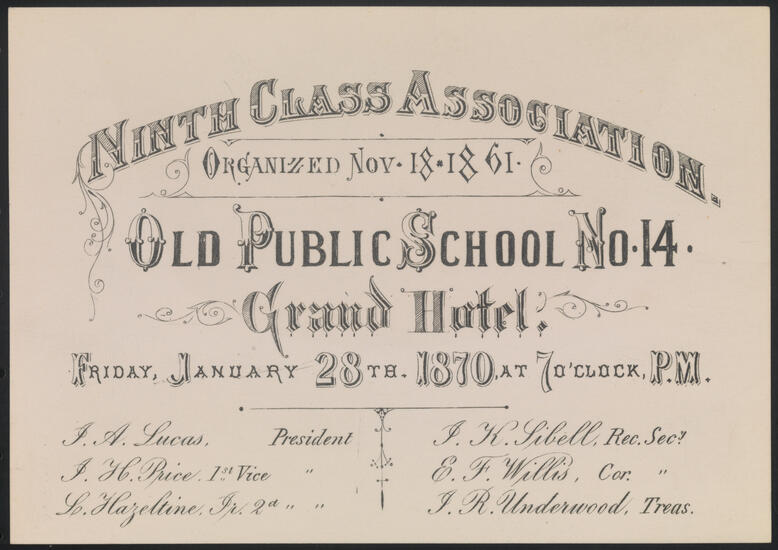 NINTH CLASS ASSOCIATION.
ORGANIZED NOV. 18. 1861.
OLD PUBLIC SCHOOL NO. 14.
Grand Hotel.
FRIDAY, JANUARY 28TH. 1870, AT 7 O'CLOCK, P.M.
J. A. Lucas, President
J. H. Price, 1st Vice "
L. Hazeltine, Jr. 2d " "
J. K. Sibell, Rec. Secy
E. F. Willis, Cor. "
J. R. Underwood, Treas.